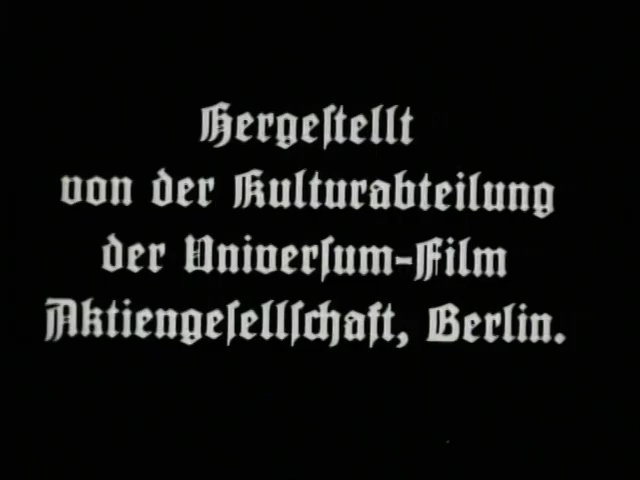 Hergeſtellt
von der Kulturabteilung
der Univerſum-Film
Aktiengeſellſchaft, Berlin.